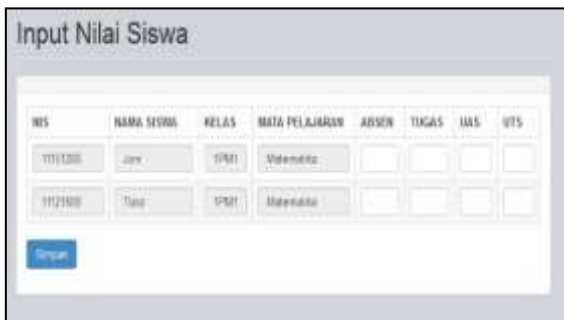 Input Nilai Siswa
NIS NAMA SISWA KELAS MATA PELAJARAN ABSEN TUGAS UAS UTS
Matematika
Matematika
Simpan